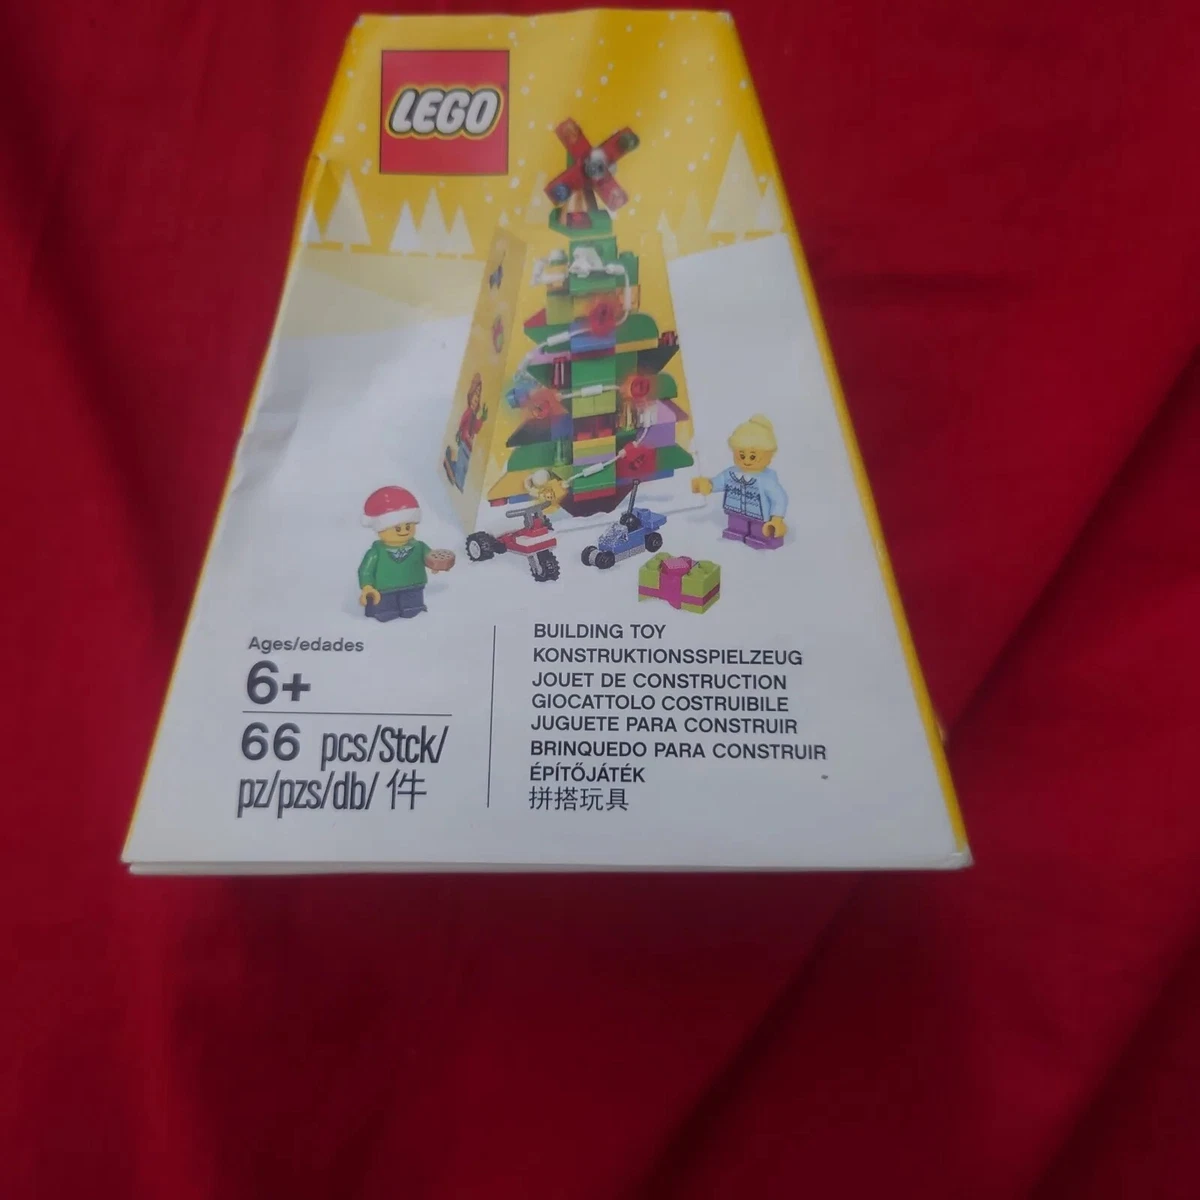 LEGO
Ages/edades
6+
66 pcs/Stck/
pz/pzs/db/ 件
BUILDING TOY
KONSTRUKTIONSSPIELZEUG
JOUET DE CONSTRUCTION
GIOCATTOLO COSTRUIBILE
JUGUETE PARA CONSTRUIR
BRINQUEDO PARA CONSTRUIR
ÉPÍTŐJÁTÉK
拼搭玩具